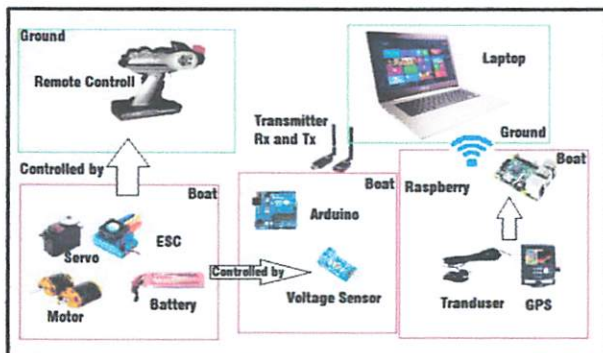 Ground
Remote Controll
Laptop
Transmitter
Rx and Tx
Ground
Controlled by
Boat
Boat
Boat
Raspberry
Arduino
ESC
Servo
Controlled by
Motor
Battery
Voltage Sensor
Tranduser
GPS